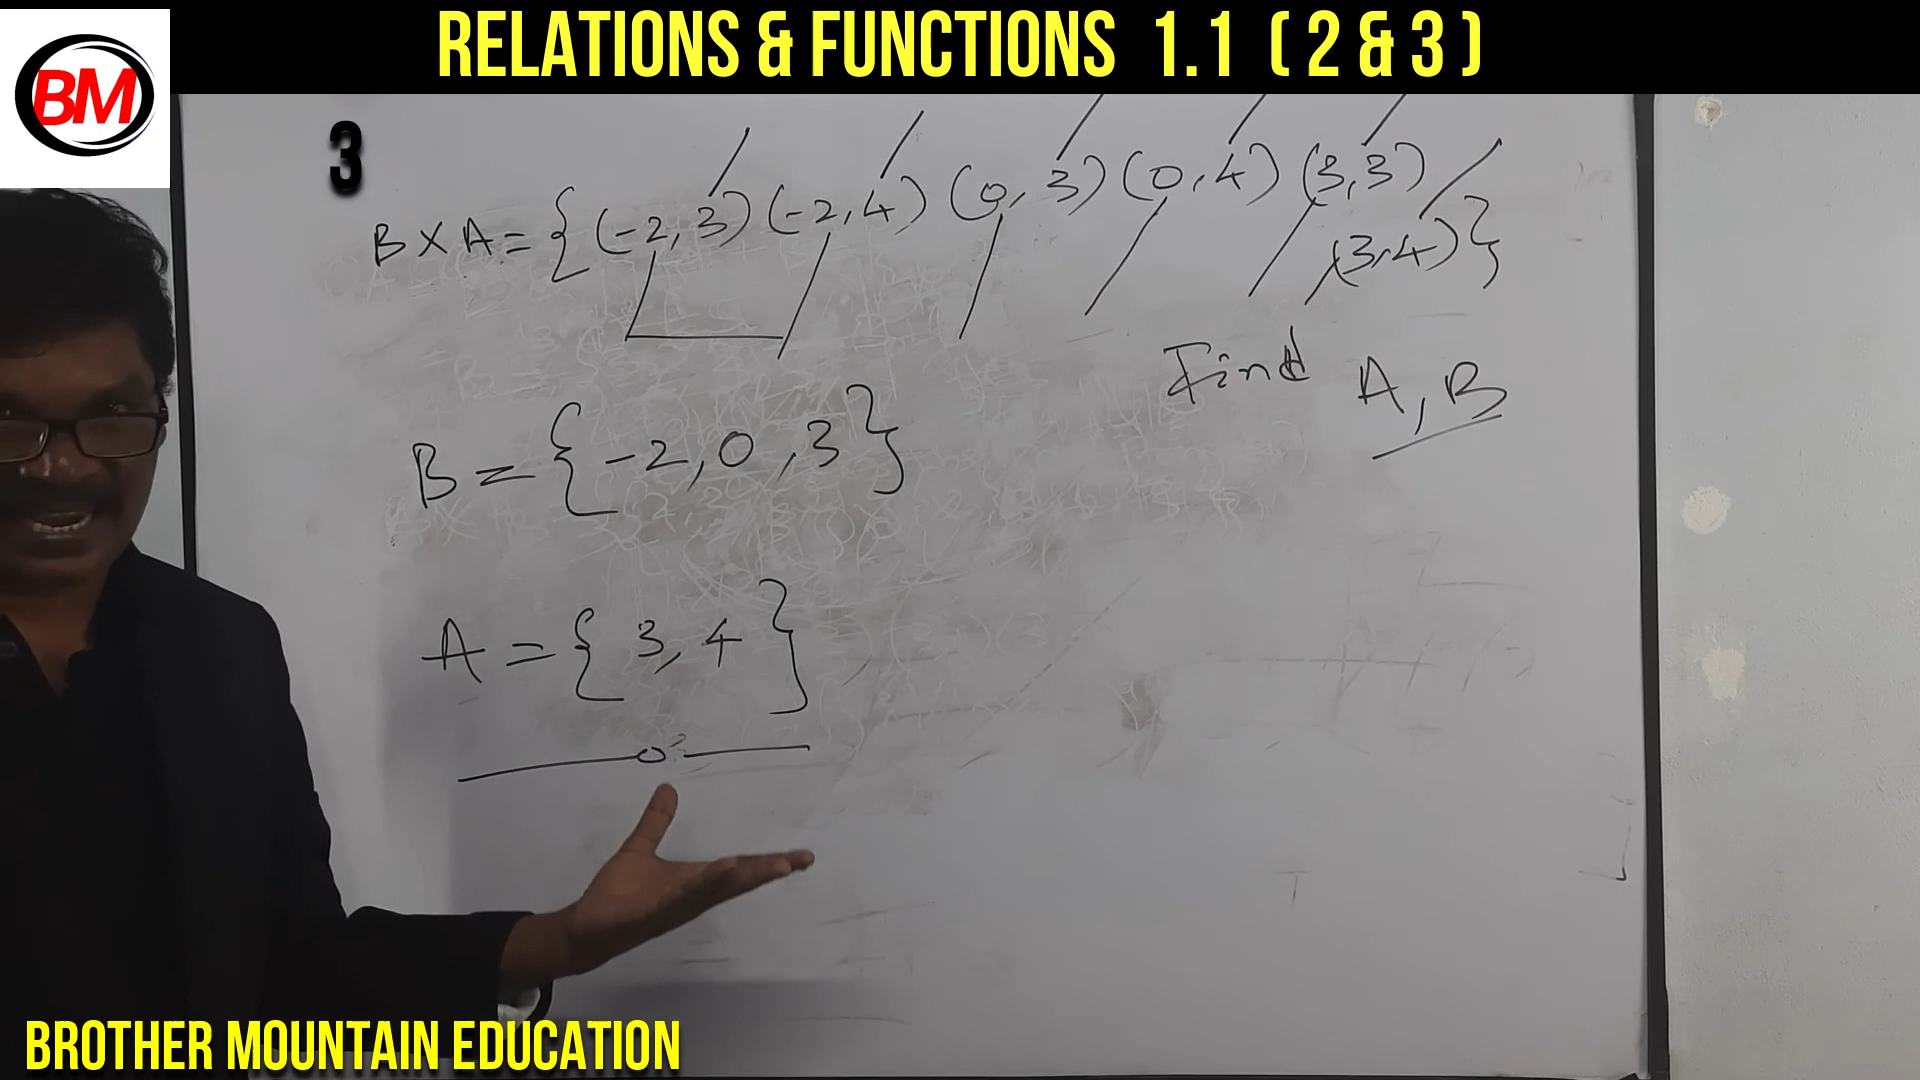 RELATIONS & FUNCTIONS 1.1 ( 2 & 3 )
BM
3
B X A = { (-2, 3) (-2, 4) (0, 3) (0, 4) (3, 3)
(3, 4) }
Find A, B
B = { -2, 0, 3 }
A = { 3, 4 }
BROTHER MOUNTAIN EDUCATION